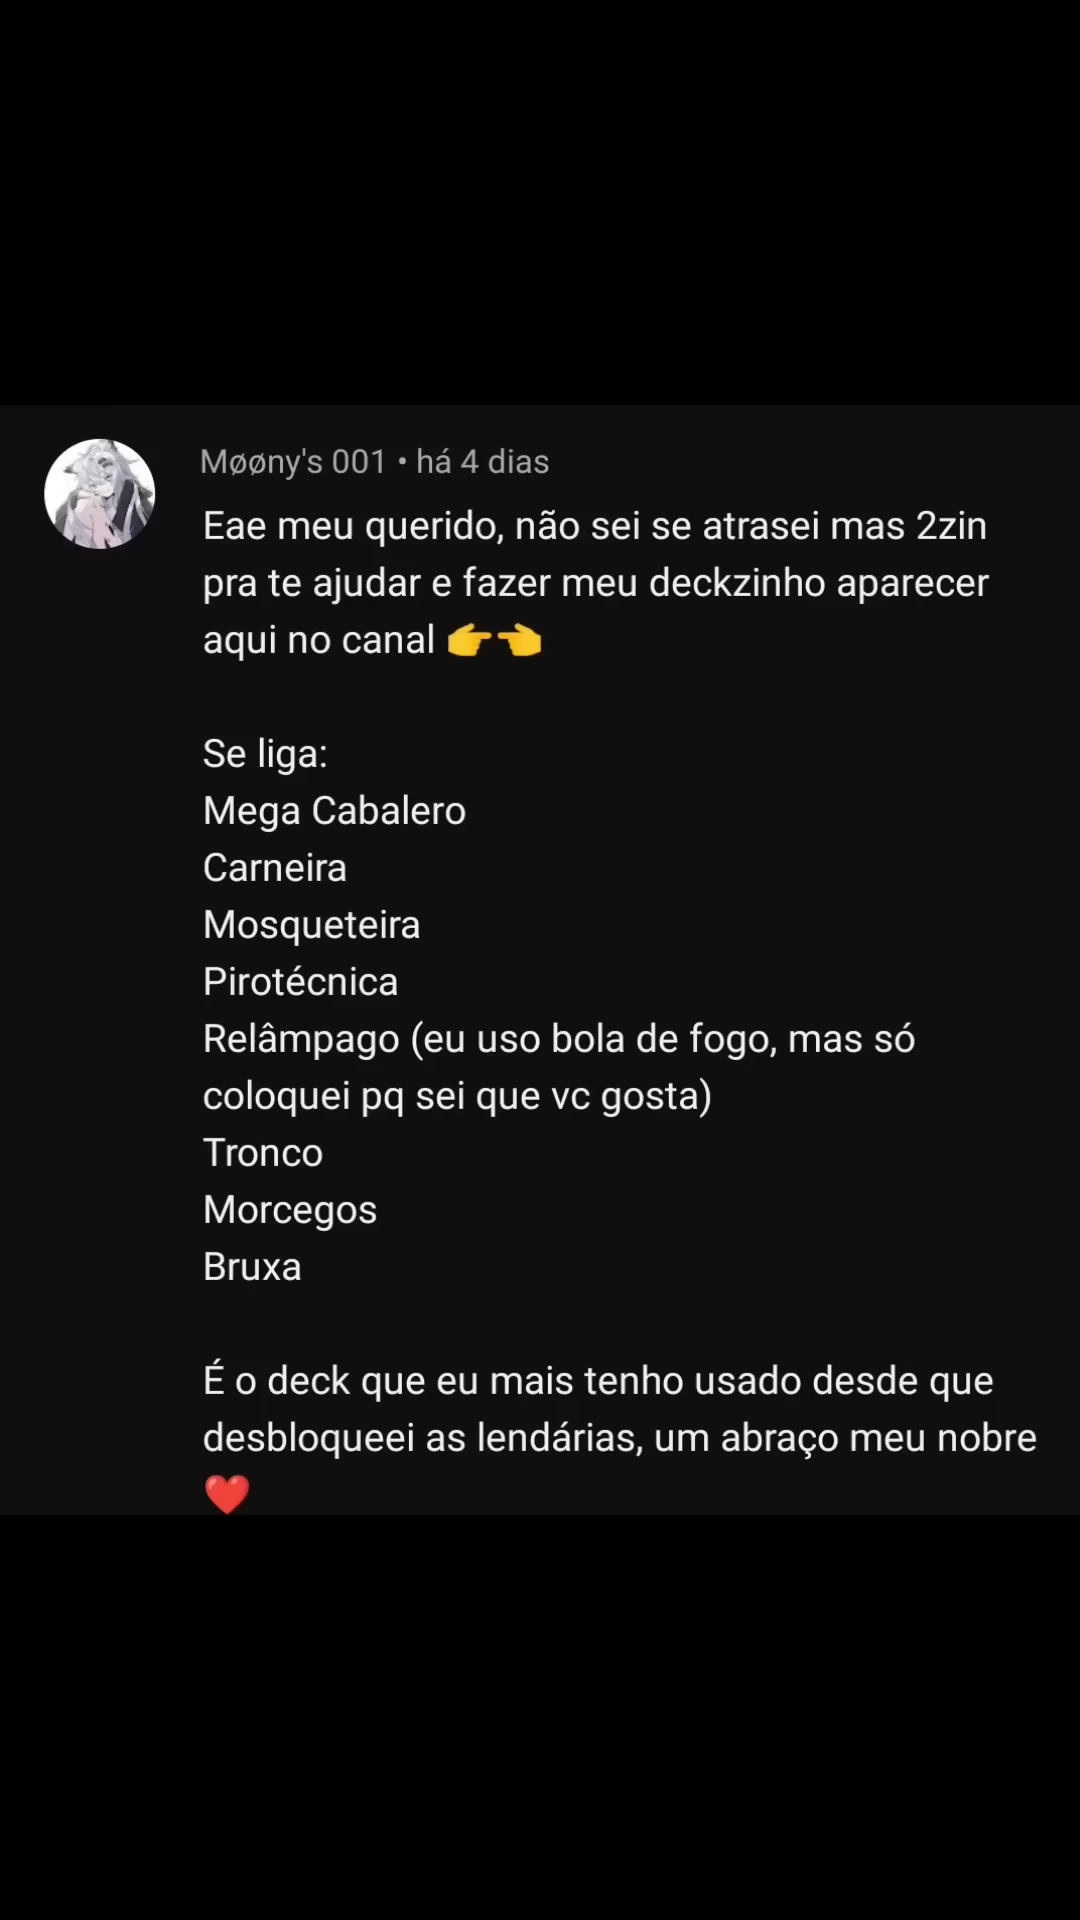 Møøny's 001 • há 4 dias
Eae meu querido, não sei se atrasei mas 2zin
pra te ajudar e fazer meu deckzinho aparecer
aqui no canal 👉👈
Se liga:
Mega Cabalero
Carneira
Mosqueteira
Pirotécnica
Relâmpago (eu uso bola de fogo, mas só
coloquei pq sei que vc gosta)
Tronco
Morcegos
Bruxa
É o deck que eu mais tenho usado desde que
desbloqueei as lendárias, um abraço meu nobre
❤️